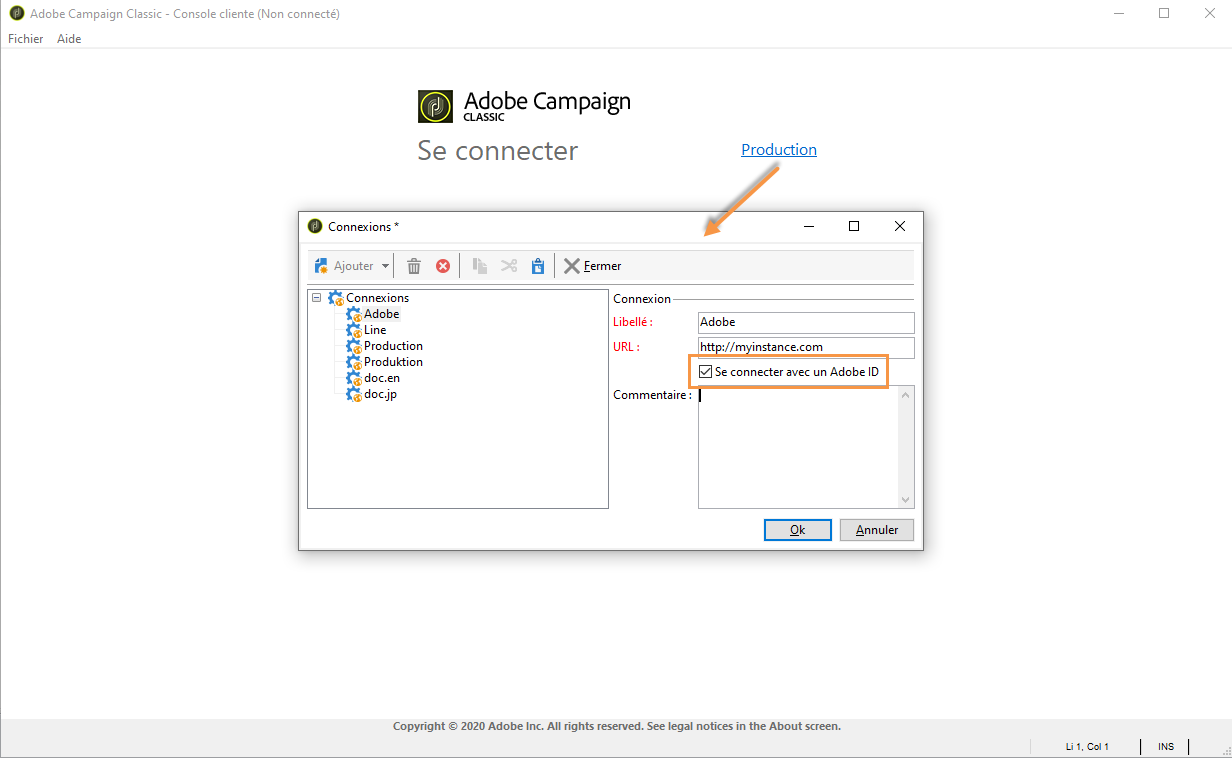 Adobe Campaign Classic - Console cliente (Non connecté)
Fichier Aide
Adobe Campaign
CLASSIC
Se connecter
Production
Connexions *
Ajouter
Fermer
Connexions
Adobe
Line
Production
Produktion
doc.en
doc.jp
Connexion
Libellé : Adobe
URL : http://myinstance.com
Se connecter avec un Adobe ID
Commentaire :
Ok Annuler
Copyright © 2020 Adobe Inc. All rights reserved. See legal notices in the About screen.
Li 1, Col 1 INS